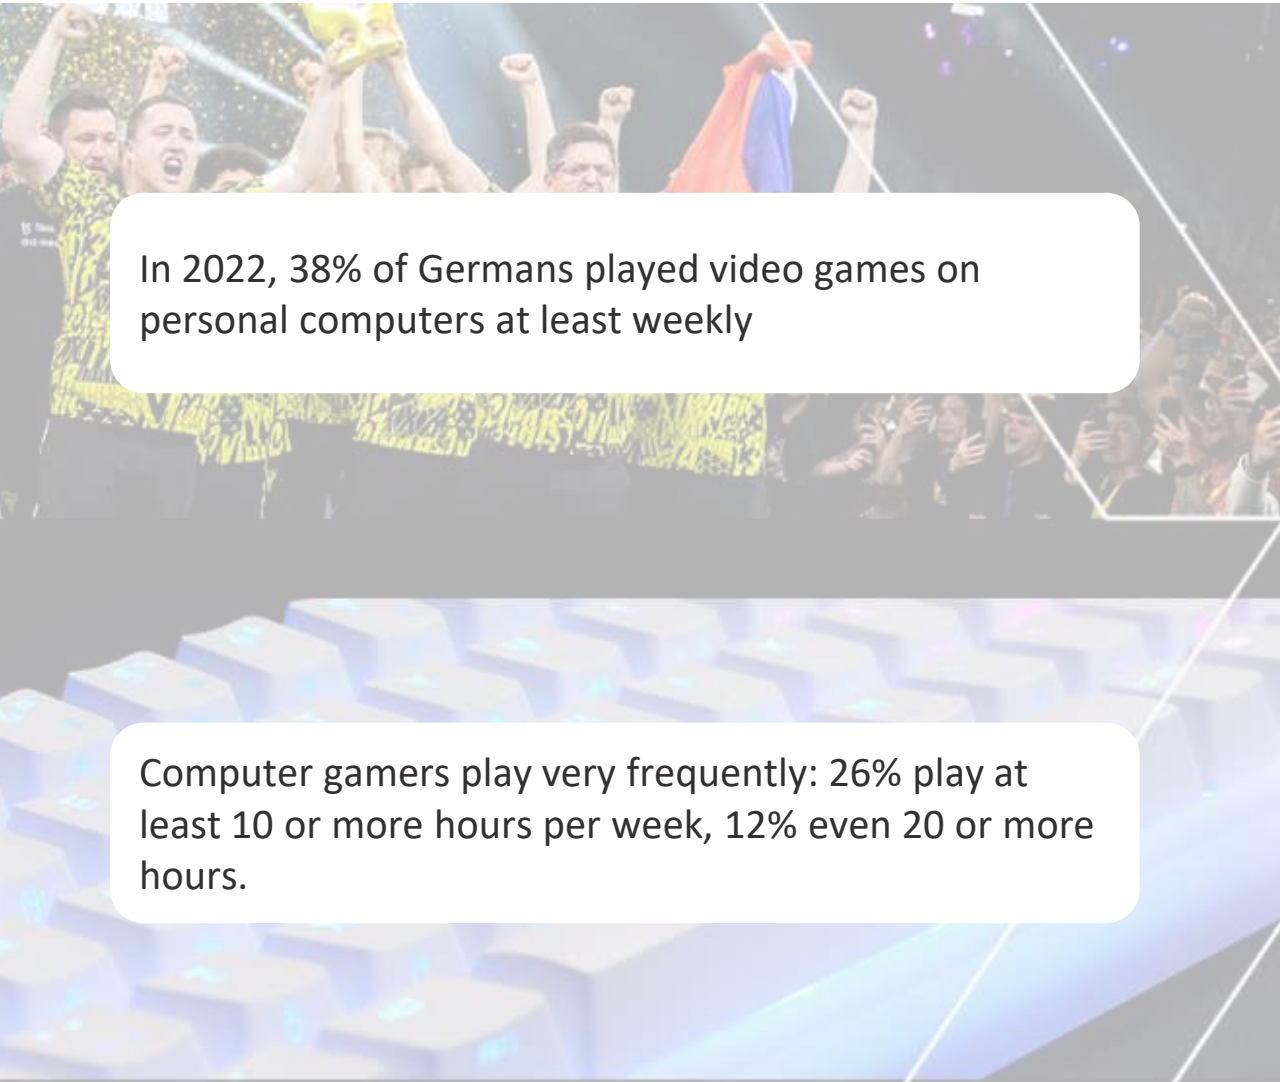 In 2022, 38% of Germans played video games on
personal computers at least weekly
Computer gamers play very frequently: 26% play at
least 10 or more hours per week, 12% even 20 or more
hours.